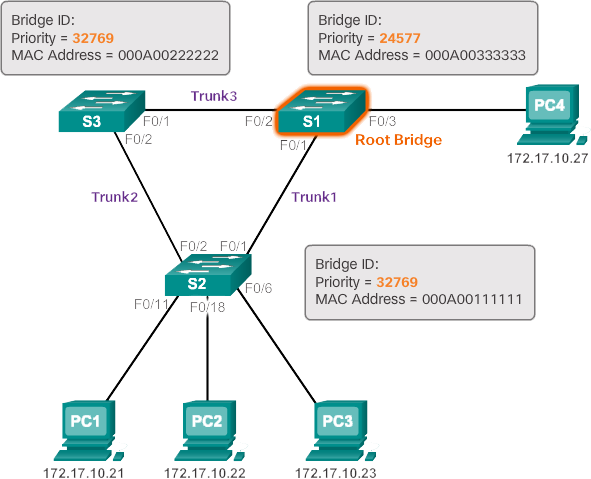 Bridge ID:
Priority = 32769
MAC Address = 000A00222222
Bridge ID:
Priority = 24577
MAC Address = 000A00333333
Trunk3
S3
F0/1
F0/2
S1
F0/3
PC4
F0/2
F0/1
Root Bridge
172.17.10.27
Trunk2
Trunk1
F0/2
F0/1
S2
F0/6
F0/11
F0/18
Bridge ID:
Priority = 32769
MAC Address = 000A00111111
PC1
PC2
PC3
172.17.10.21
172.17.10.22
172.17.10.23